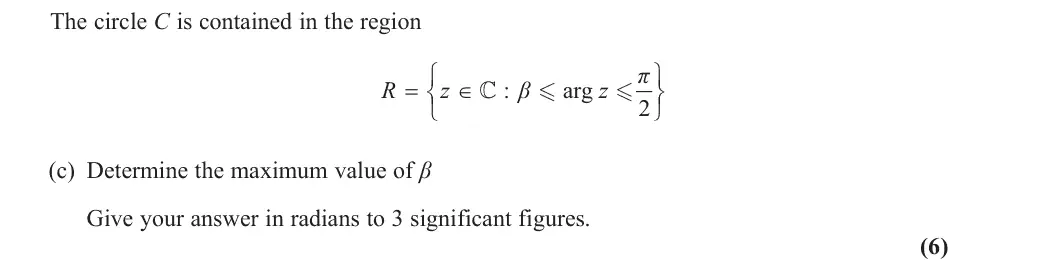 The circle C is contained in the region
R = {z ∈ ℂ : β ⩽ arg z ⩽ π/2}
(c) Determine the maximum value of β
Give your answer in radians to 3 significant figures.
(6)